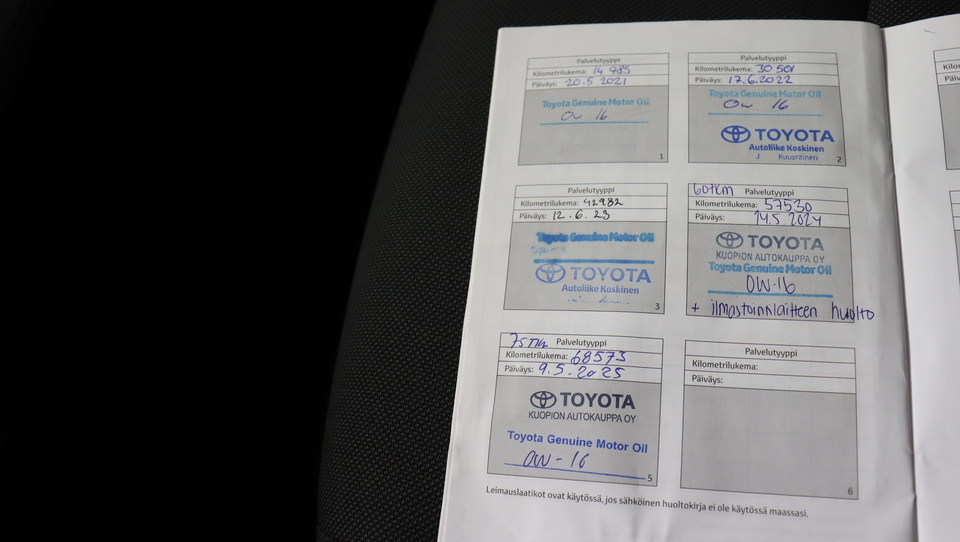 Palvelutyyppi
Kilometrilukema: 14 985
Päiväys: 20.5 2021
Toyota Genuine Motor Oil
0w 16
1
Palvelutyyppi
Kilometrilukema: 30 501
Päiväys: 17.6.2022
Toyota Genuine Motor Oil
0w 16
TOYOTA
Autoliike Koskinen
J Kuusräinen
2
Palvelutyyppi
Kilometrilukema: 42982
Päiväys: 12.6.23
Toyota Genuine Motor Oil
TOYOTA
Autoliike Koskinen
3
60tkm Palvelutyyppi
Kilometrilukema: 57530
Päiväys: 14.5 2024
TOYOTA
KUOPION AUTOKAUPPA OY
Toyota Genuine Motor Oil
0W-16
+ ilmastointilaitteen huolto
75Tkm Palvelutyyppi
Kilometrilukema: 68573
Päiväys: 9.5.2025
TOYOTA
KUOPION AUTOKAUPPA OY
Toyota Genuine Motor Oil
0W-16
5
Palvelutyyppi
Kilometrilukema:
Päiväys:
6
Leimauslaatikot ovat käytössä, jos sähköinen huoltokirja ei ole käytössä maassasi.